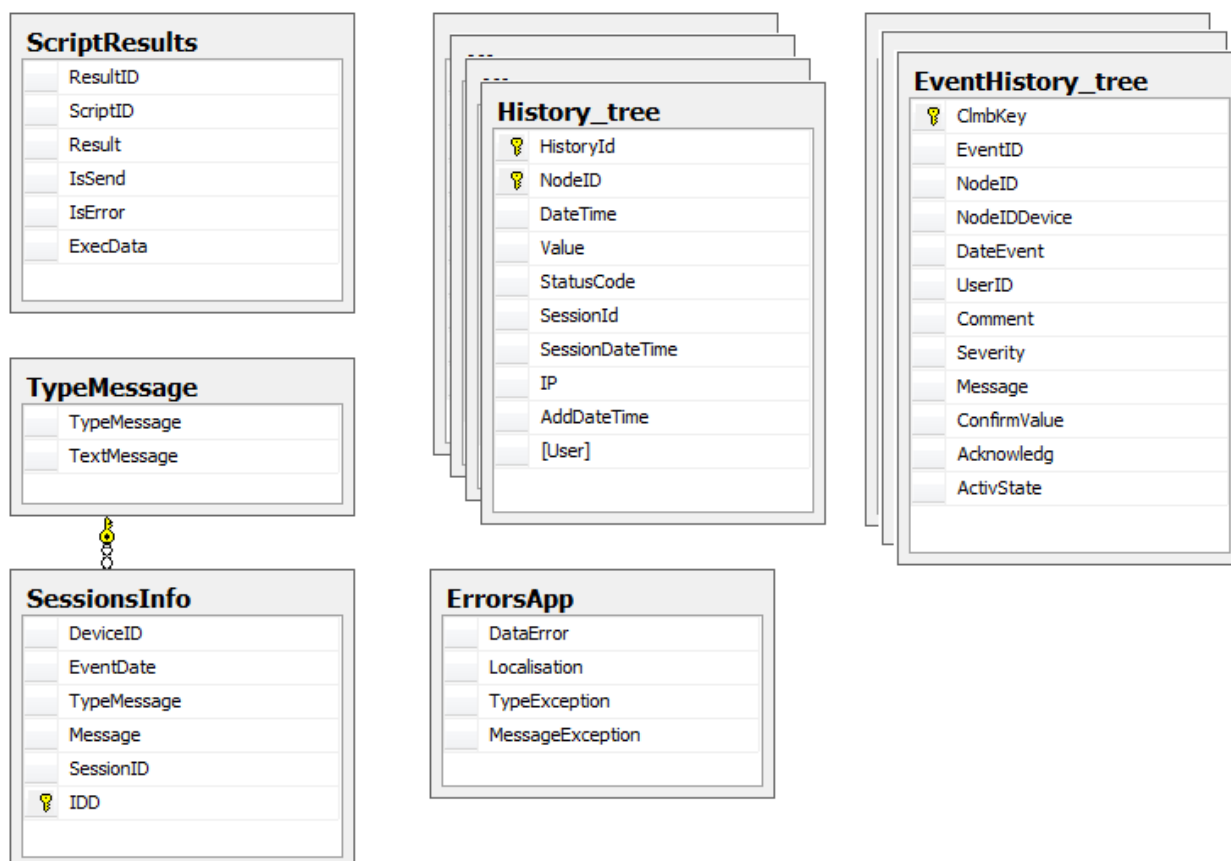 ScriptResults
ResultID
ScriptID
Result
IsSend
IsError
ExecData
TypeMessage
TypeMessage
TextMessage
SessionsInfo
DeviceID
EventDate
TypeMessage
Message
SessionID
IDD
History_tree
HistoryId
NodeID
DateTime
Value
StatusCode
SessionId
SessionDateTime
IP
AddDateTime
[User]
ErrorsApp
DataError
Localisation
TypeException
MessageException
EventHistory_tree
ClmbKey
EventID
NodeID
NodeIDDevice
DateEvent
UserID
Comment
Severity
Message
ConfirmValue
Acknowledg
ActivState